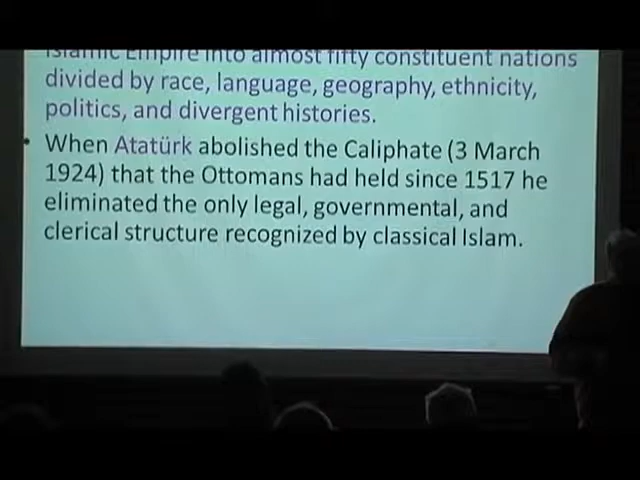 Islamic Empire into almost fifty constituent nations
divided by race, language, geography, ethnicity,
politics, and divergent histories.
• When Atatürk abolished the Caliphate (3 March
1924) that the Ottomans had held since 1517 he
eliminated the only legal, governmental, and
clerical structure recognized by classical Islam.